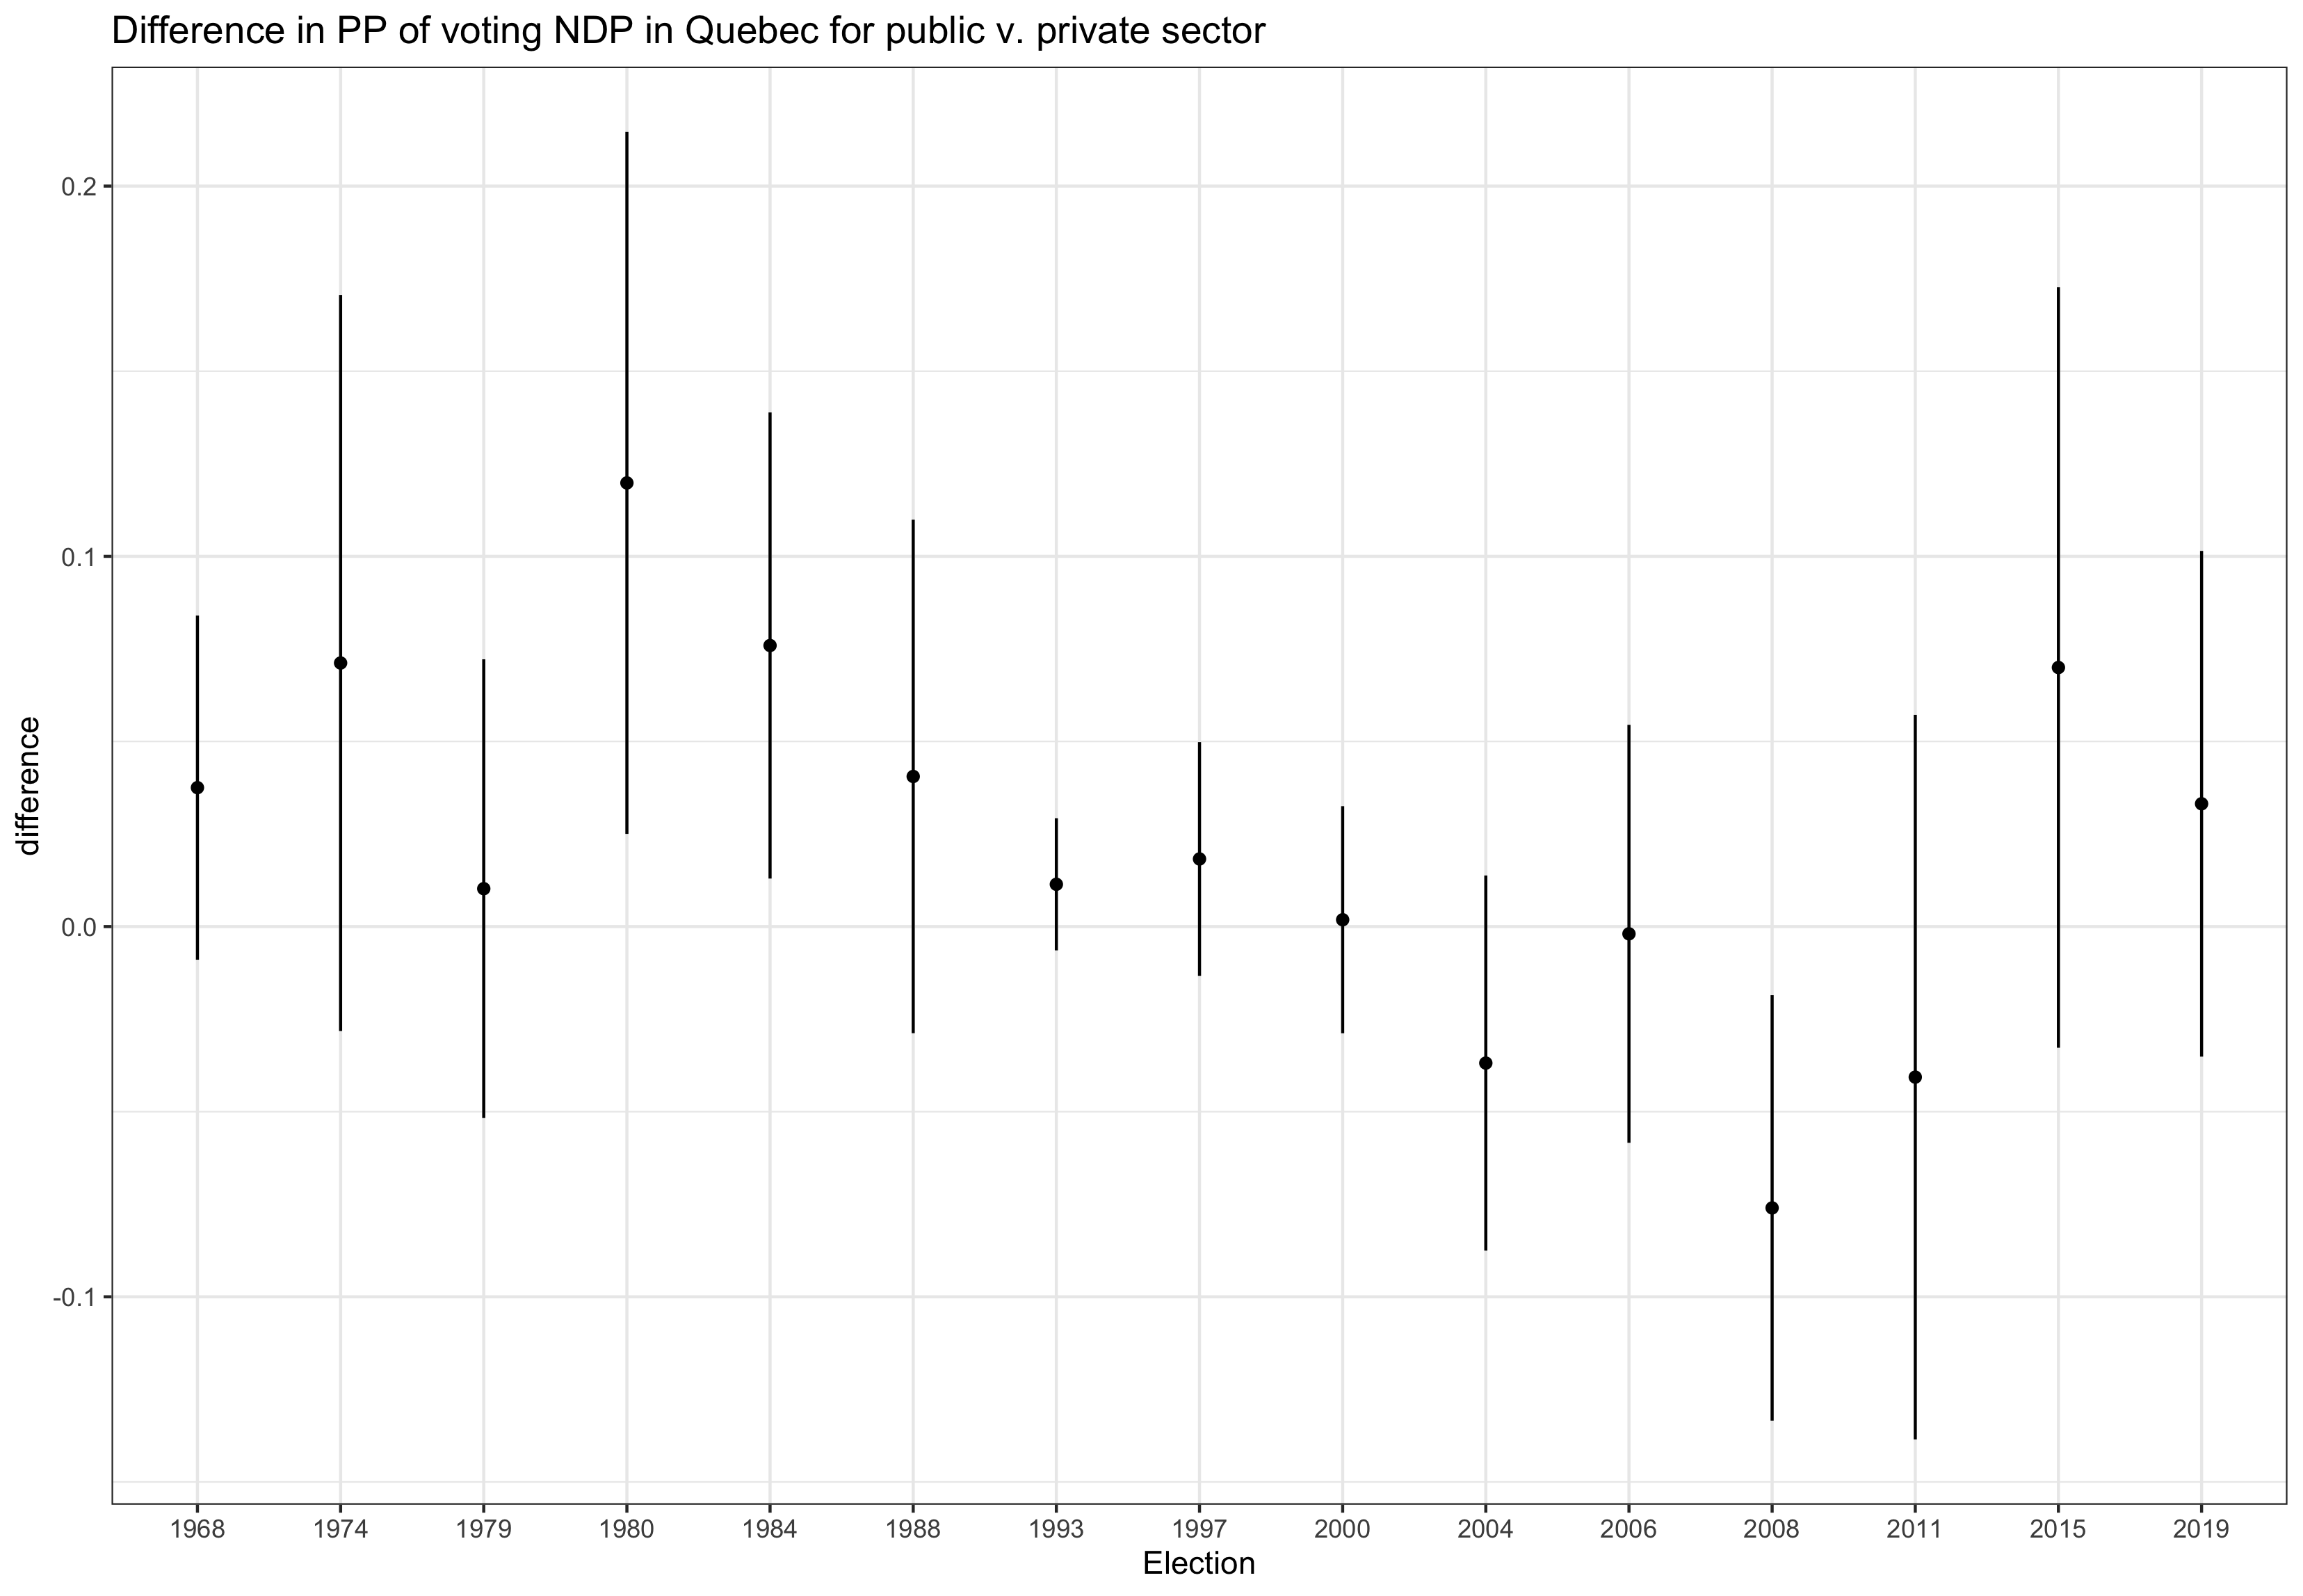 Difference in PP of voting NDP in Quebec for public v. private sector
difference
0.2
0.1
0.0
-0.1
1968 1974 1979 1980 1984 1988 1993 1997 2000 2004 2006 2008 2011 2015 2019
Election